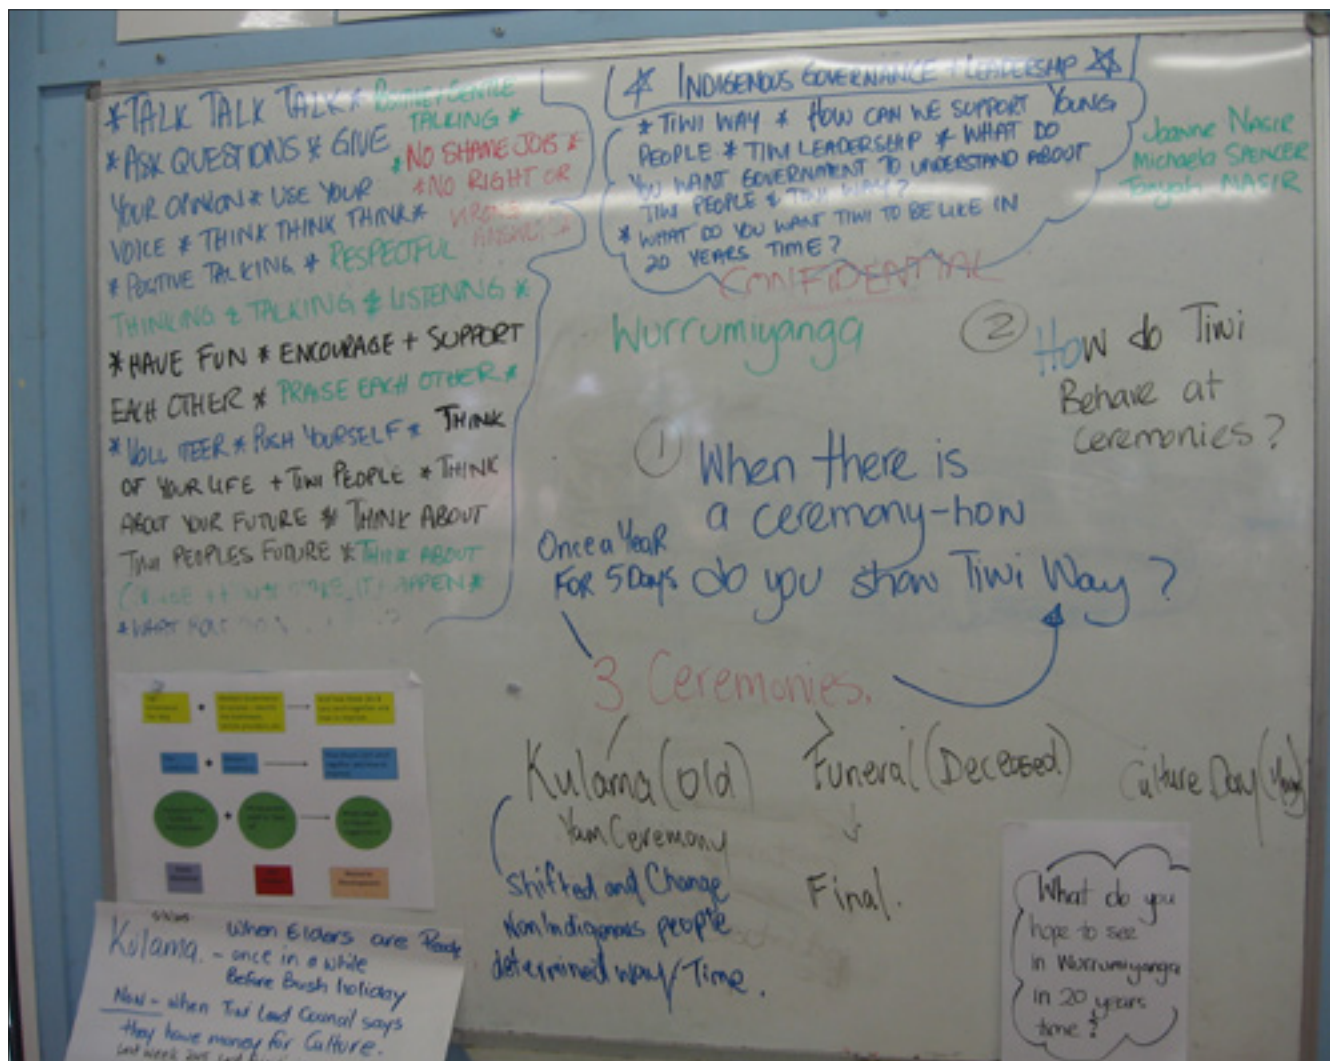 *TALK TALK TALK* POSITIVE + GENTLE
TALKING *
*ASK QUESTIONS * GIVE
YOUR OPINION * USE YOUR
VOICE * THINK THINK THINK *
*NO SHAME JOB *
*NO RIGHT OR
WRONG
* POSITIVE TALKING * RESPECTFUL
THINKING & TALKING * LISTENING *
*HAVE FUN * ENCOURAGE + SUPPORT
EACH OTHER * PRAISE EACH OTHER *
* PUSH YOURSELF * THINK
OF YOUR LIFE + TIWI PEOPLE * THINK
ABOUT YOUR FUTURE * THINK ABOUT
TIWI PEOPLES FUTURE * THINK ABOUT
*WHAT
INDIGENOUS GOVERNANCE + LEADERSHIP
* TIWI WAY * HOW CAN WE SUPPORT YOUNG
PEOPLE * TIWI LEADERSHIP * WHAT DO
YOU WANT GOVERNMENT TO UNDERSTAND ABOUT
TIWI PEOPLE & TIWI WAY?
* WHAT DO YOU WANT TIWI TO BE LIKE IN
20 YEARS TIME?
CONFIDENTIAL
Joanne NASIR
Michaela SPENCER
Tanyah NASIR
Wurrumiyanga
② How do Tiwi
Behave at
ceremonies?
① When there is
a ceremony-how
do you show Tiwi Way?
Once a Year
FOR 5 Days
3 Ceremonies.
Kulama (old)
Yam Ceremony
Shifted and Change
Non Indigenous people
determined way/Time.
Funeral (Deceased)
Final.
Culture Day
What do you
hope to see
in Wurrumiyanga
in 20 years
time?
Kulama. - When Elders are Ready
once in a while
Before Bush holiday
Now - when Tiwi Land Council says
they have money for Culture.